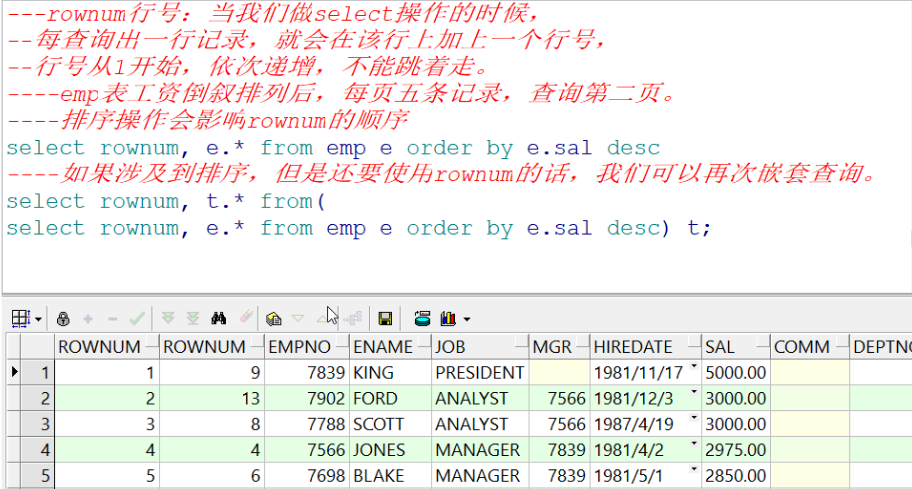 ---rownum行号：当我们做select操作的时候，
--每查询出一行记录，就会在该行上加上一个行号，
--行号从1开始，依次递增，不能跳着走。
----emp表工资倒叙排列后，每页五条记录，查询第二页。
----排序操作会影响rownum的顺序
select rownum, e.* from emp e order by e.sal desc
----如果涉及到排序，但是还要使用rownum的话，我们可以再次嵌套查询。
select rownum, t.* from(
select rownum, e.* from emp e order by e.sal desc) t;
ROWNUM ROWNUM EMPNO ENAME JOB MGR HIREDATE SAL COMM DEPTNO
1 1 9 7839 KING PRESIDENT 1981/11/17 5000.00
2 2 13 7902 FORD ANALYST 7566 1981/12/3 3000.00
3 3 8 7788 SCOTT ANALYST 7566 1987/4/19 3000.00
4 4 4 7566 JONES MANAGER 7839 1981/4/2 2975.00
5 5 6 7698 BLAKE MANAGER 7839 1981/5/1 2850.00